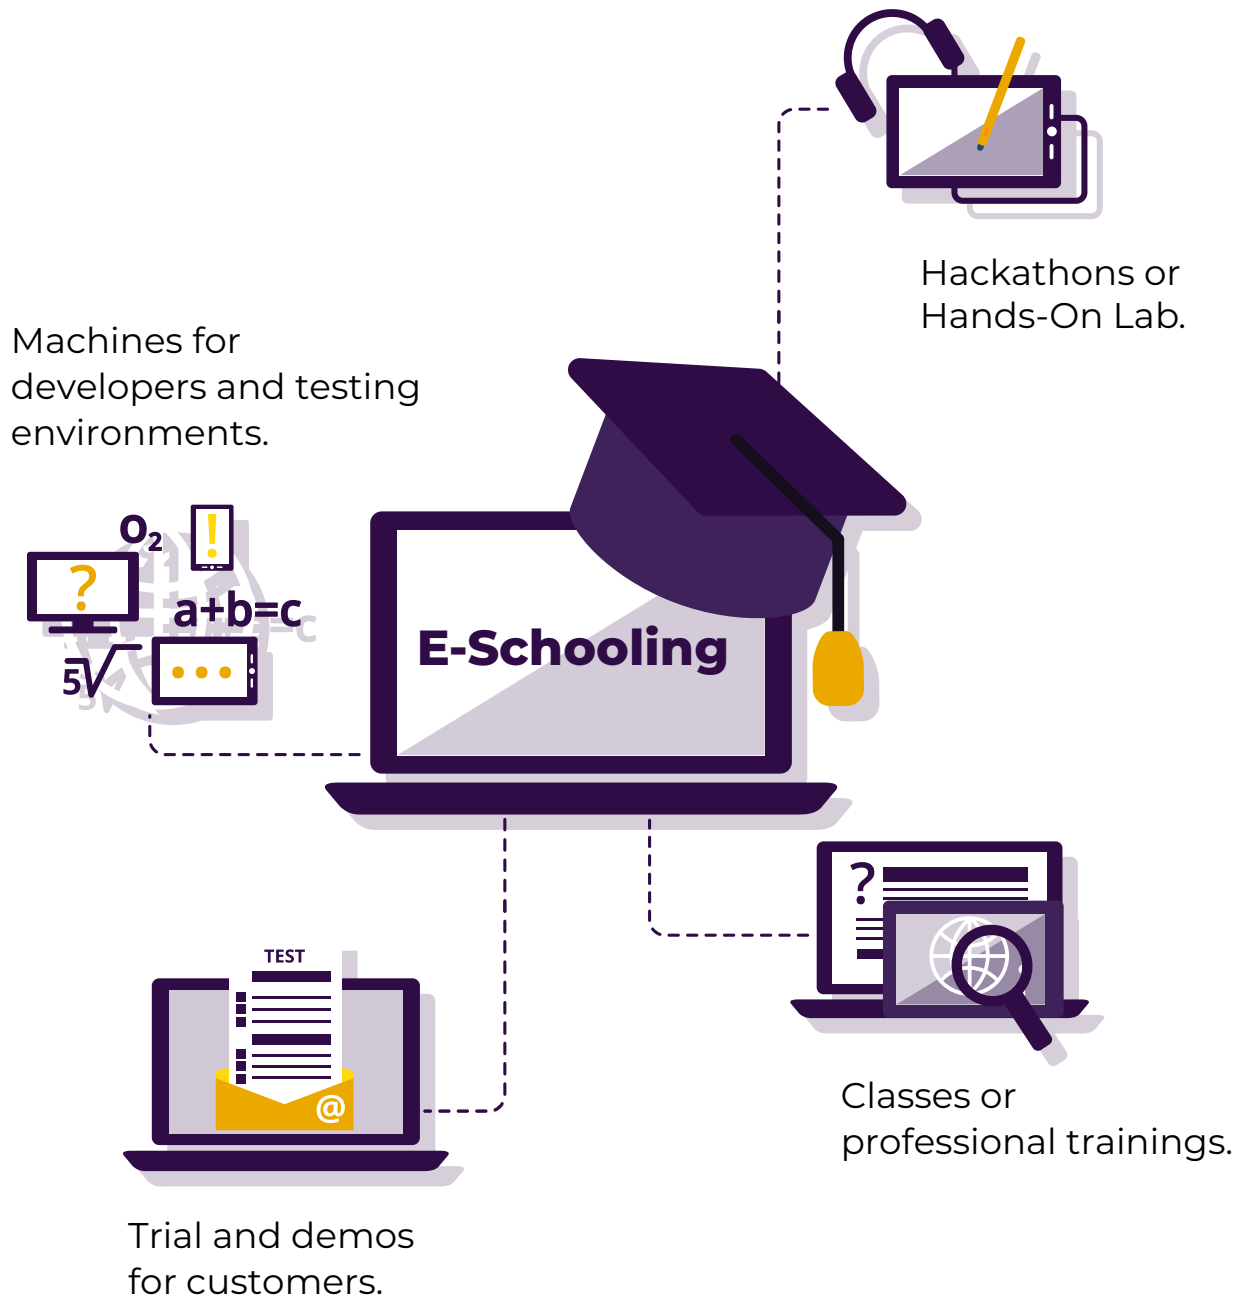 Hackathons or
Hands-On Lab.
Machines for
developers and testing
environments.
O₂
!
?
a+b=c
5√
E-Schooling
?
TEST
@
Classes or
professional trainings.
Trial and demos
for customers.